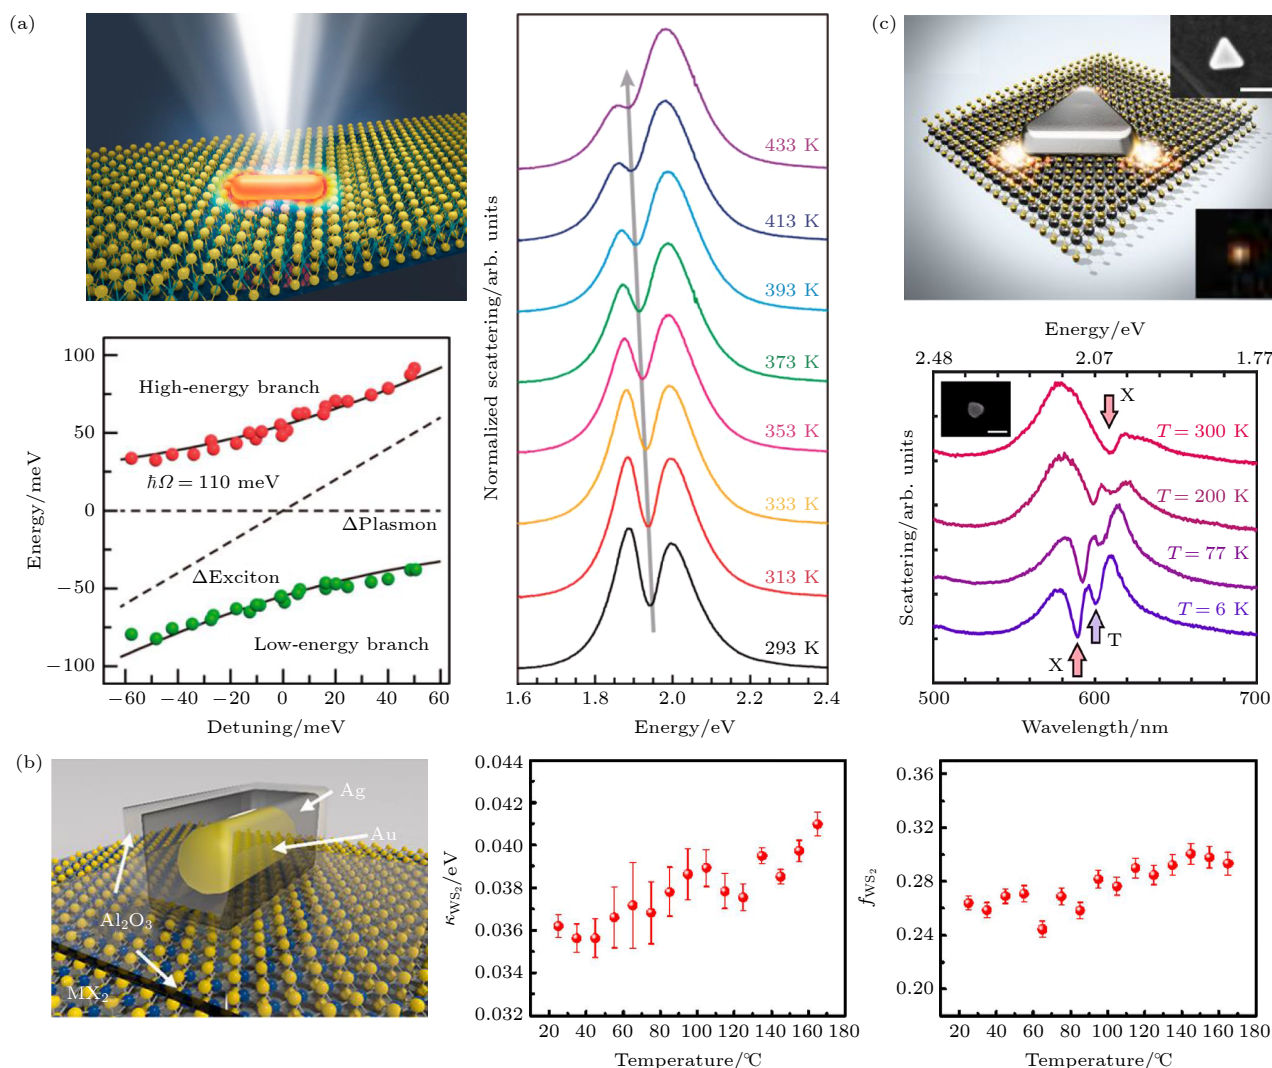 (a)
100
50
0
−50
−100
Energy/meV
High-energy branch
ℏΩ = 110 meV
ΔPlasmon
ΔExciton
Low-energy branch
−60 −40 −20 0 20 40 60
Detuning/meV
Normalized scattering/arb. units
433 K
413 K
393 K
373 K
353 K
333 K
313 K
293 K
1.6 1.8 2.0 2.2 2.4
Energy/eV
(c)
Energy/eV
2.48 2.07 1.77
Scattering/arb. units
X
T = 300 K
T = 200 K
T = 77 K
T = 6 K
X
T
500 600 700
Wavelength/nm
(b)
Ag
Au
Al₂O₃
MX₂
0.044
0.042
0.040
0.038
0.036
0.034
0.032
κWS₂/eV
20 40 60 80 100 120 140 160 180
Temperature/℃
0.36
0.32
0.28
0.24
0.20
fWS₂
20 40 60 80 100 120 140 160 180
Temperature/℃